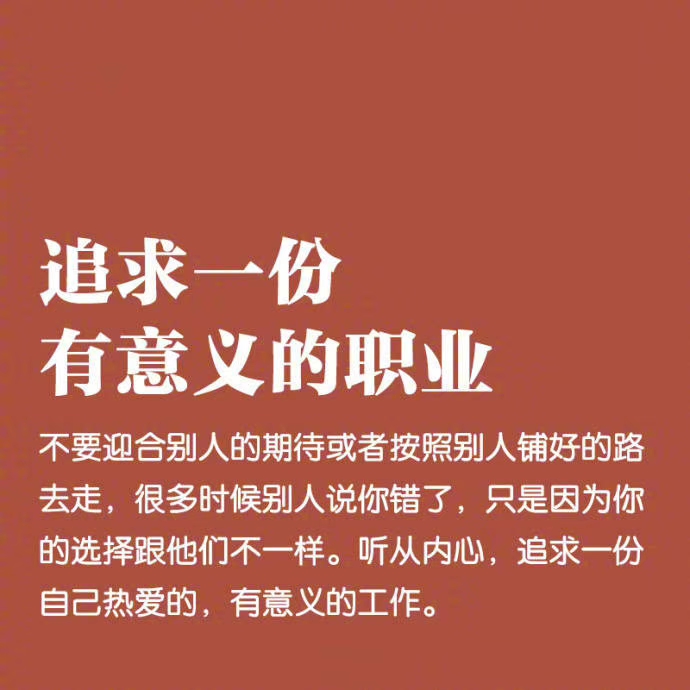 追求一份
有意义的职业
不要迎合别人的期待或者按照别人铺好的路
去走，很多时候别人说你错了，只是因为你
的选择跟他们不一样。听从内心，追求一份
自己热爱的，有意义的工作。